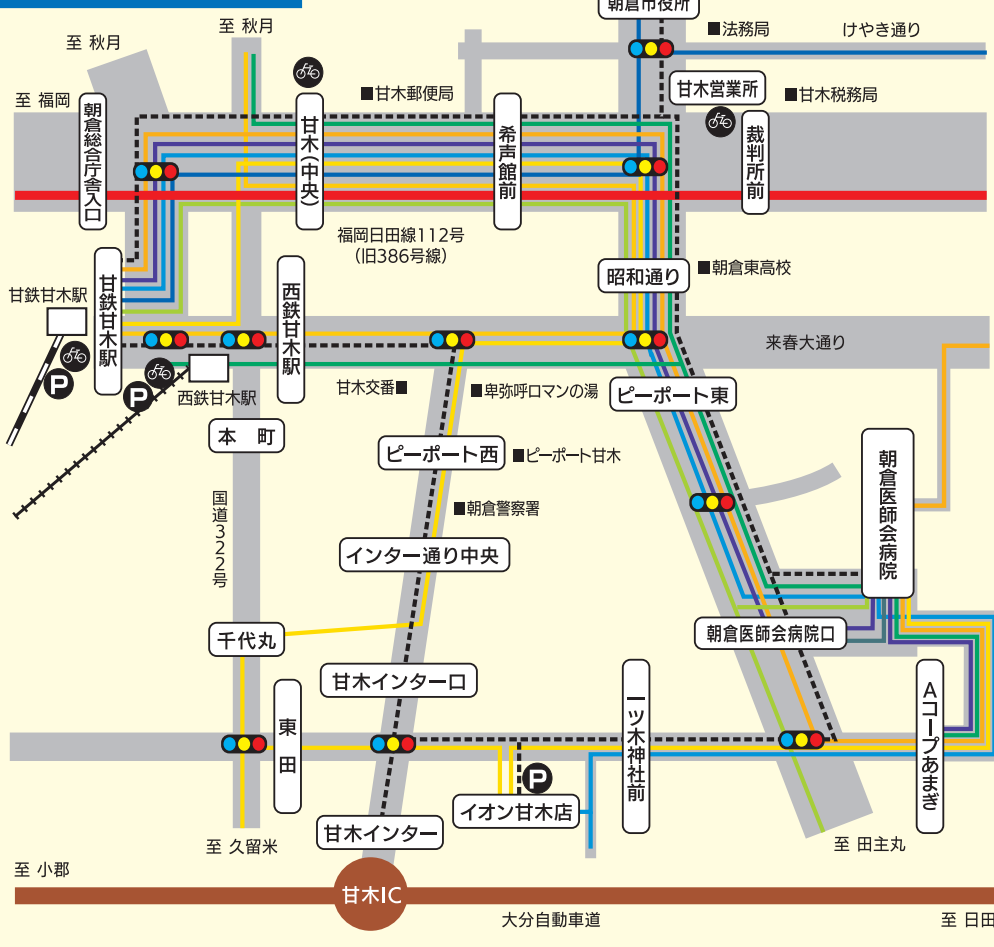 朝倉市役所
至 秋月
■法務局
けやき通り
至 秋月
甘木営業所
■甘木郵便局
■甘木税務局
至 福岡
朝倉総合庁舎入口
甘木(中央)
希声館前
裁判所前
福岡日田線112号
(旧386号線)
昭和通り
■朝倉東高校
甘鉄甘木駅
甘鉄甘木駅
西鉄甘木駅
来春大通り
P
P
西鉄甘木駅
甘木交番■
■卑弥呼ロマンの湯
ピーポート東
本 町
ピーポート西
■ピーポート甘木
朝倉医師会病院
国道322号
■朝倉警察署
インター通り中央
千代丸
朝倉医師会病院口
甘木インター口
一ツ木神社前
Aコープあまぎ
東田
P
イオン甘木店
甘木インター
至 久留米
至 田主丸
至 小郡
甘木IC
大分自動車道
至 日田